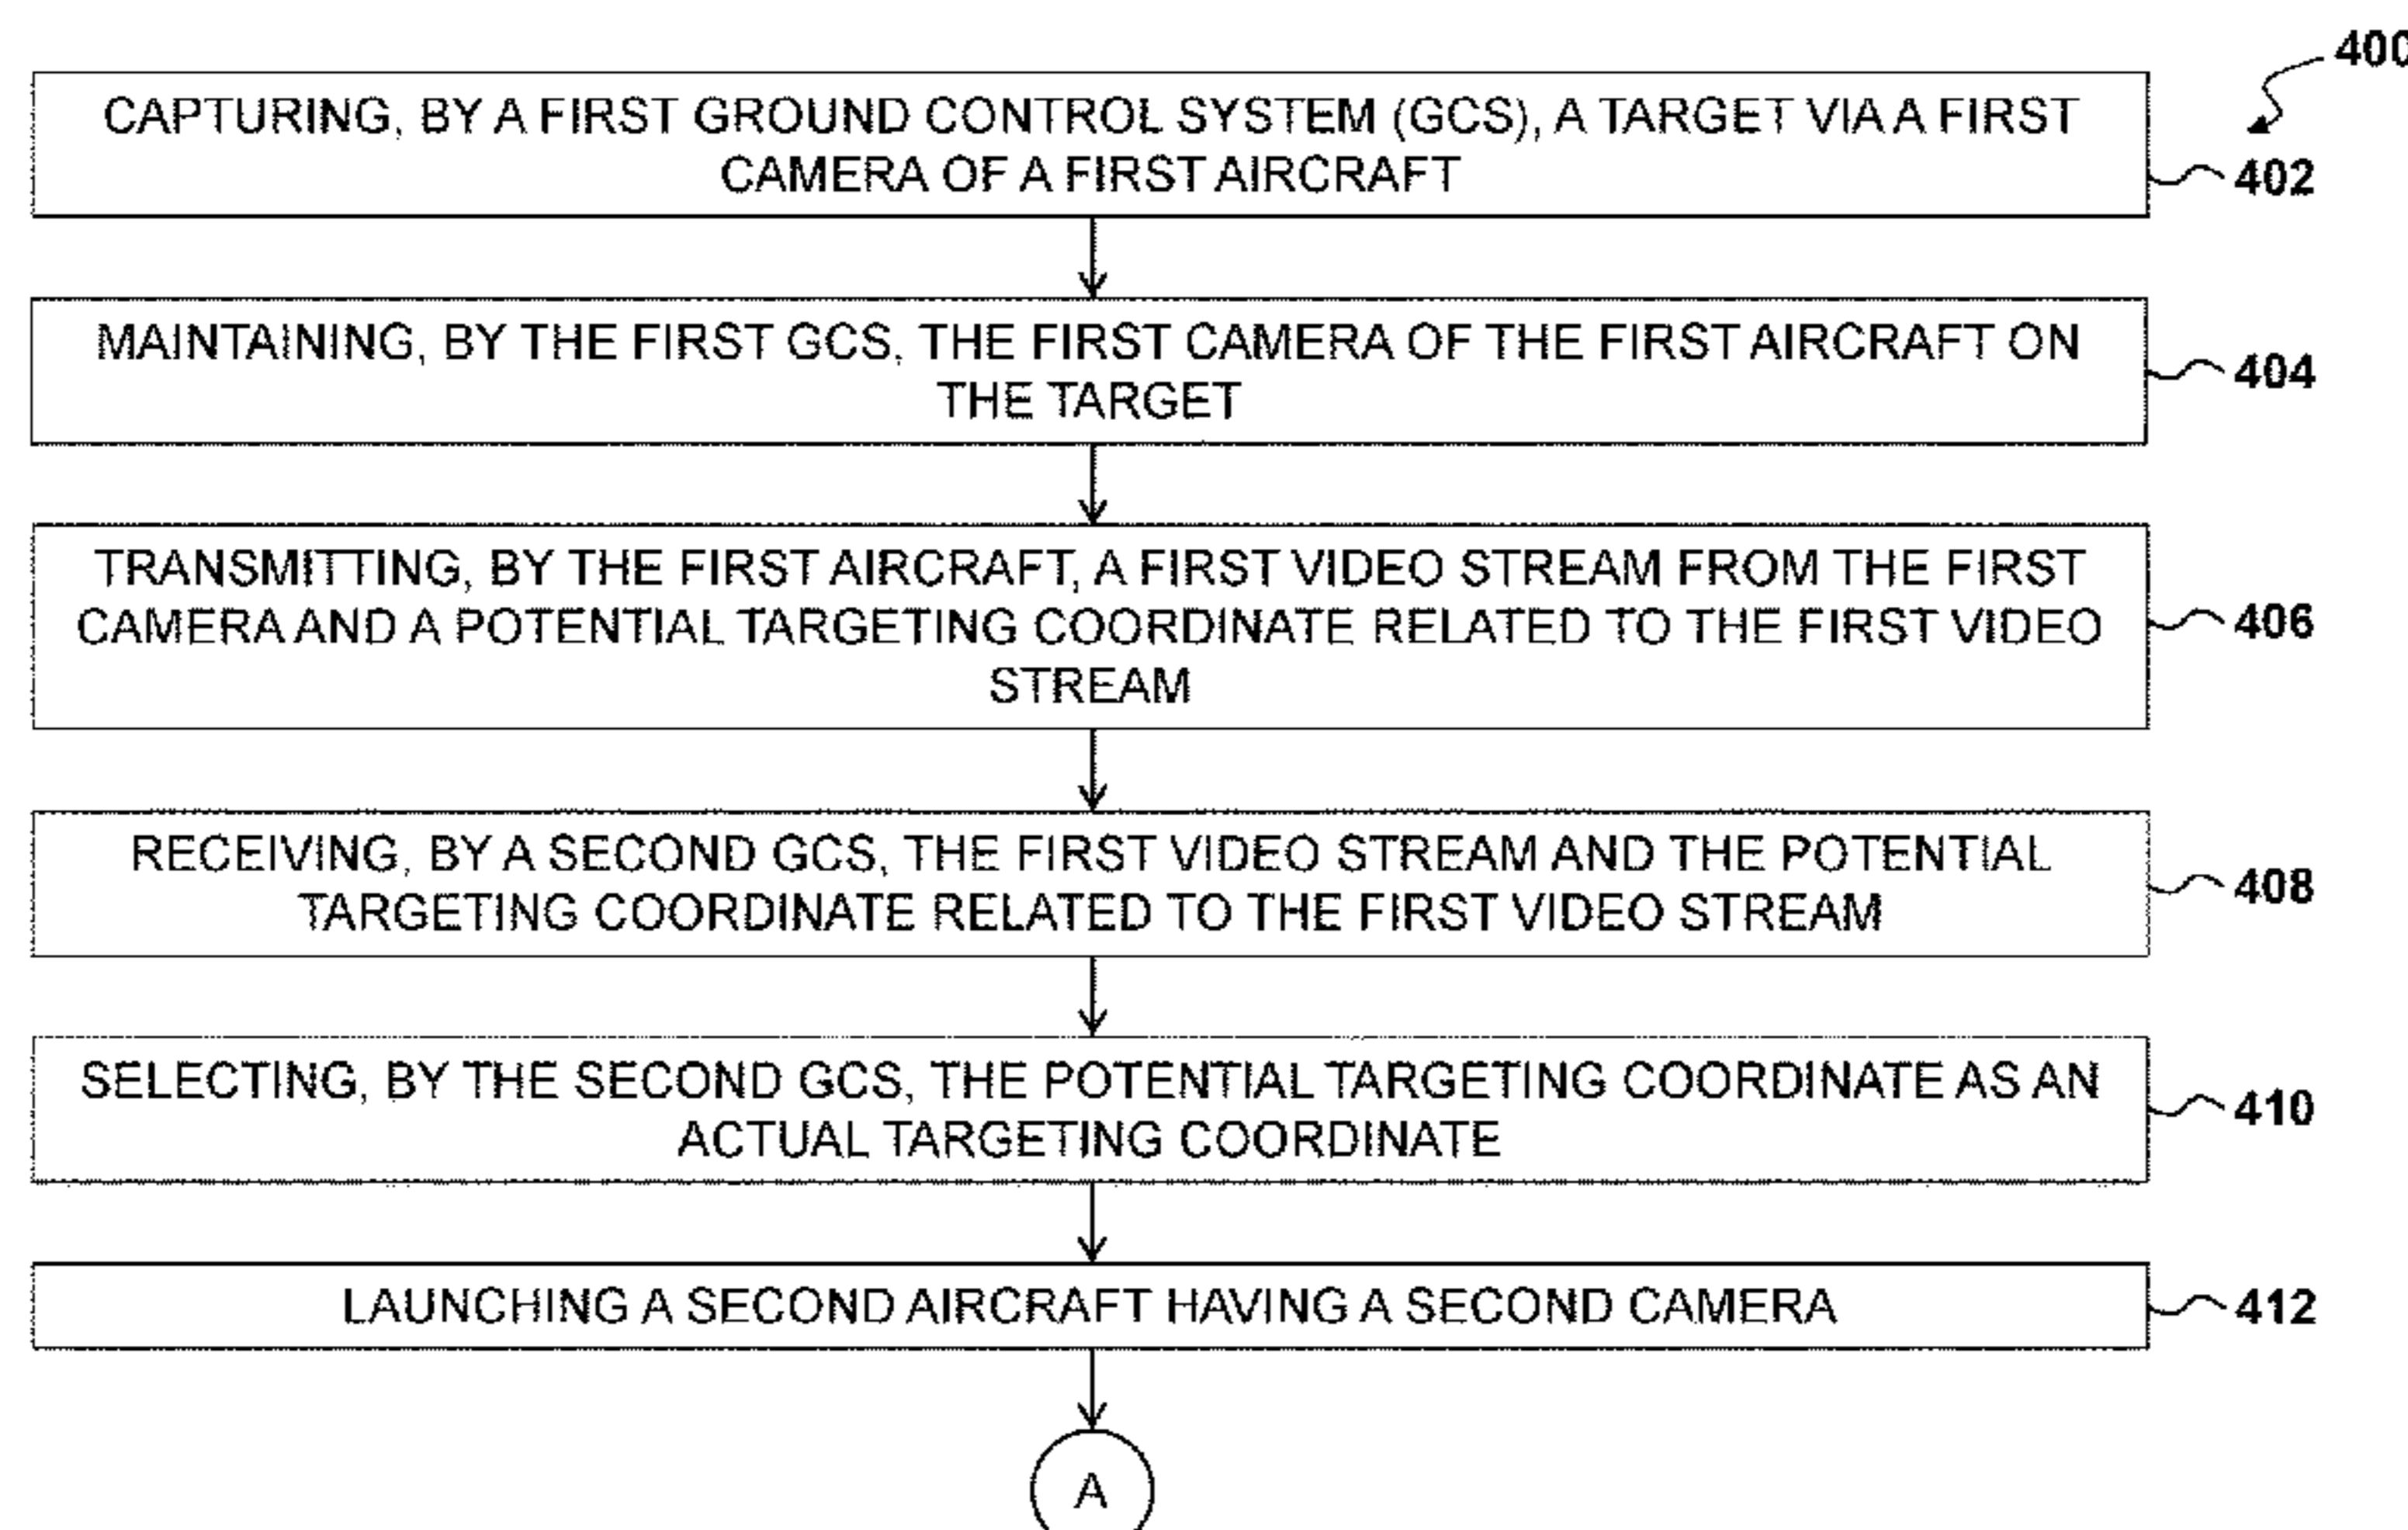 400
CAPTURING, BY A FIRST GROUND CONTROL SYSTEM (GCS), A TARGET VIA A FIRST
CAMERA OF A FIRST AIRCRAFT
402
MAINTAINING, BY THE FIRST GCS, THE FIRST CAMERA OF THE FIRST AIRCRAFT ON
THE TARGET
404
TRANSMITTING, BY THE FIRST AIRCRAFT, A FIRST VIDEO STREAM FROM THE FIRST
CAMERA AND A POTENTIAL TARGETING COORDINATE RELATED TO THE FIRST VIDEO
STREAM
406
RECEIVING, BY A SECOND GCS, THE FIRST VIDEO STREAM AND THE POTENTIAL
TARGETING COORDINATE RELATED TO THE FIRST VIDEO STREAM
408
SELECTING, BY THE SECOND GCS, THE POTENTIAL TARGETING COORDINATE AS AN
ACTUAL TARGETING COORDINATE
410
LAUNCHING A SECOND AIRCRAFT HAVING A SECOND CAMERA
412
A